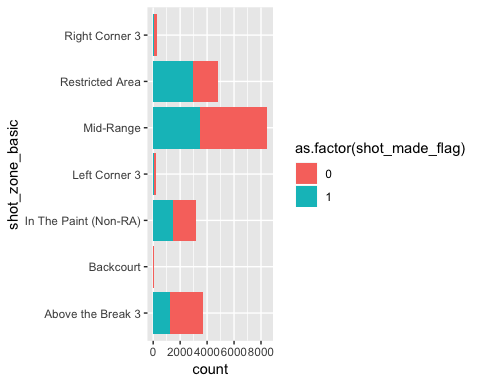 shot_zone_basic
Right Corner 3
Restricted Area
Mid-Range
Left Corner 3
In The Paint (Non-RA)
Backcourt
Above the Break 3
0 2000 4000 6000 8000
count
as.factor(shot_made_flag)
0
1